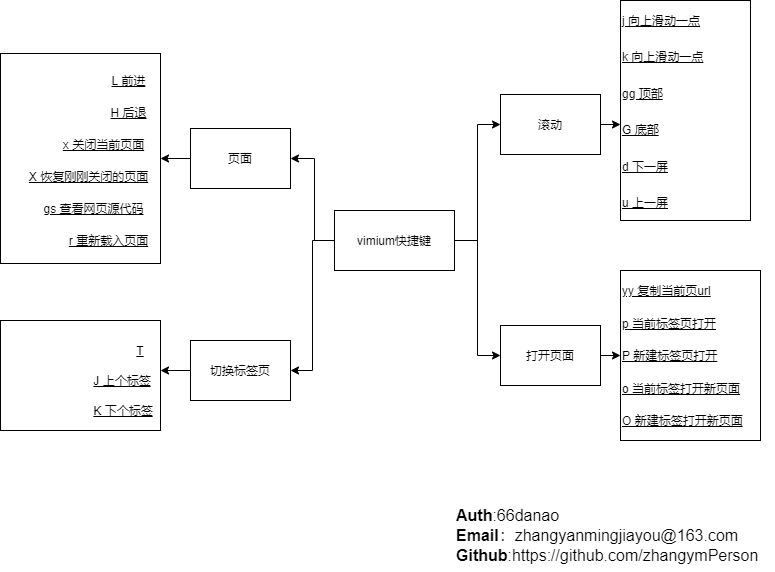 L 前进
H 后退
x 关闭当前页面
X 恢复刚刚关闭的页面
gs 查看网页源代码
r 重新载入页面
页面
T
J 上个标签
K 下个标签
切换标签页
vimium快捷键
滚动
j 向上滑动一点
k 向上滑动一点
gg 顶部
G 底部
d 下一屏
u 上一屏
打开页面
yy 复制当前页url
p 当前标签页打开
P 新建标签页打开
o 当前标签打开新页面
O 新建标签打开新页面
Auth:66danao
Email：zhangyanmingjiayou@163.com
Github:https://github.com/zhangymPerson